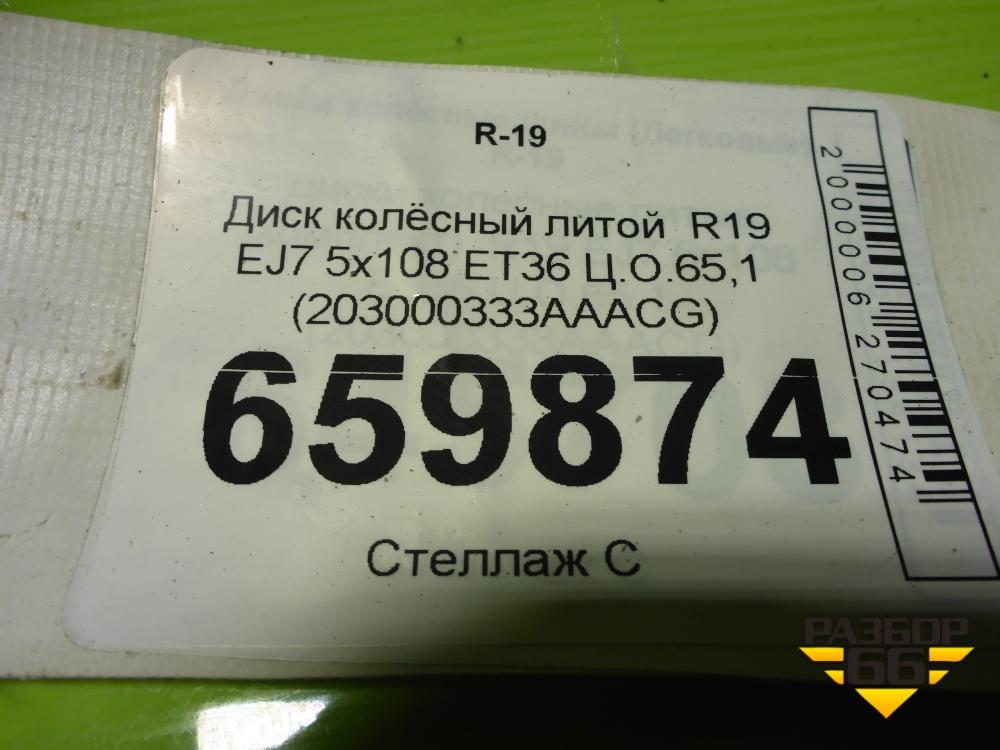 R-19
Диск колёсный литой R19
EJ7 5x108 ET36 Ц.О.65,1
(203000333AAACG)
659874
Стеллаж С
2000006270474
РАЗБОР
66